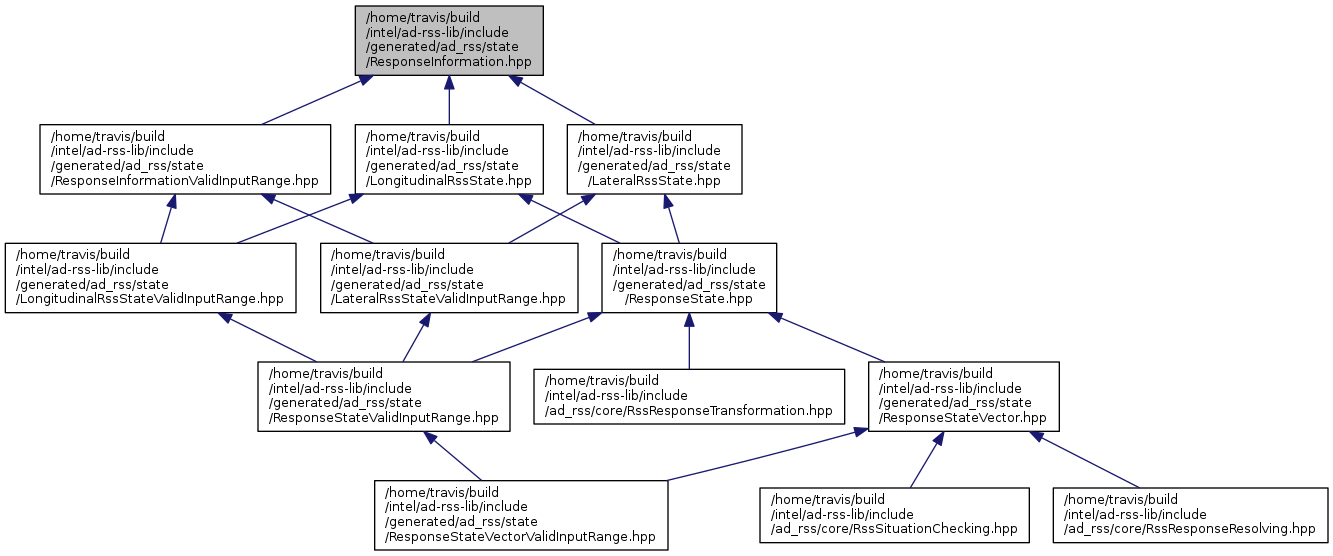 /home/travis/build
/intel/ad-rss-lib/include
/generated/ad_rss/state
/ResponseInformation.hpp
/home/travis/build
/intel/ad-rss-lib/include
/generated/ad_rss/state
/ResponseInformationValidInputRange.hpp
/home/travis/build
/intel/ad-rss-lib/include
/generated/ad_rss/state
/LongitudinalRssState.hpp
/home/travis/build
/intel/ad-rss-lib/include
/generated/ad_rss/state
/LateralRssState.hpp
/home/travis/build
/intel/ad-rss-lib/include
/generated/ad_rss/state
/LongitudinalRssStateValidInputRange.hpp
/home/travis/build
/intel/ad-rss-lib/include
/generated/ad_rss/state
/LateralRssStateValidInputRange.hpp
/home/travis/build
/intel/ad-rss-lib/include
/generated/ad_rss/state
/ResponseState.hpp
/home/travis/build
/intel/ad-rss-lib/include
/generated/ad_rss/state
/ResponseStateValidInputRange.hpp
/home/travis/build
/intel/ad-rss-lib/include
/ad_rss/core/RssResponseTransformation.hpp
/home/travis/build
/intel/ad-rss-lib/include
/generated/ad_rss/state
/ResponseStateVector.hpp
/home/travis/build
/intel/ad-rss-lib/include
/generated/ad_rss/state
/ResponseStateVectorValidInputRange.hpp
/home/travis/build
/intel/ad-rss-lib/include
/ad_rss/core/RssSituationChecking.hpp
/home/travis/build
/intel/ad-rss-lib/include
/ad_rss/core/RssResponseResolving.hpp